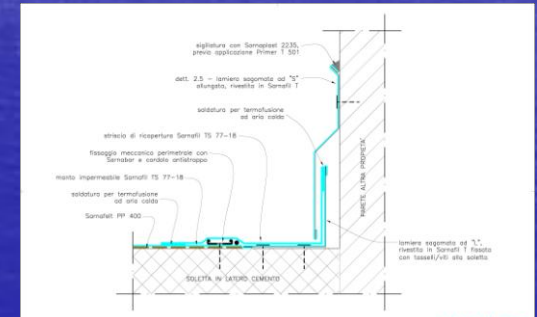 sigillatura con Sarnaplast 2235,
previa applicazione Primer T 501
dett. 2.5 - lamiera sagomata ad "S"
allungata, rivestita in Sarnafil T
saldatura per termofusione
ad aria calda
striscia di ricopertura Sarnafil TS 77-18
fissaggio meccanico perimetrale con
Sarnabar e cordolo antistrappo
manto impermeabile Sarnafil TS 77-18
saldatura per termofusione
ad aria calda
Sarnafelt PP 400
PARETE ALTRA PROPRIETA'
lamiera sagomata ad "L",
rivestita in Sarnafil T fissata
con tasselli/viti alla soletta
SOLETTA IN LATERO CEMENTO